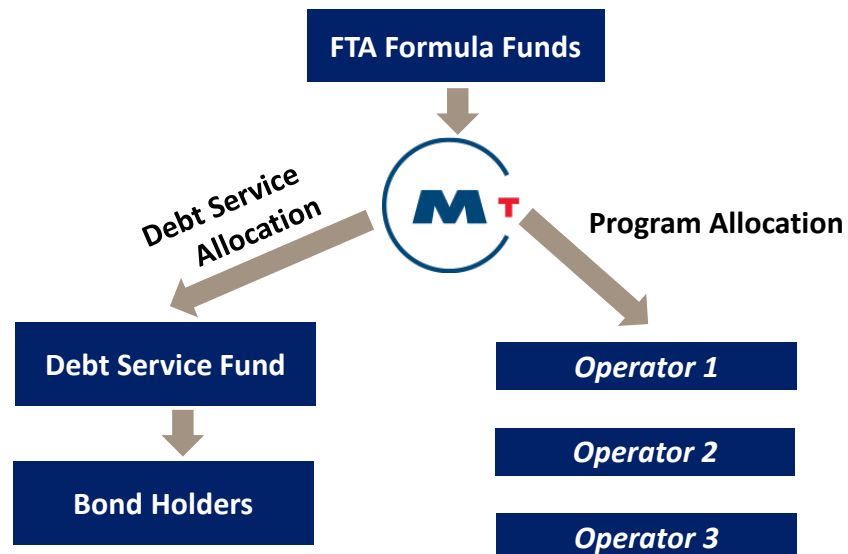 FTA Formula Funds
M T
Debt Service
Allocation
Program Allocation
Debt Service Fund
Operator 1
Operator 2
Bond Holders
Operator 3